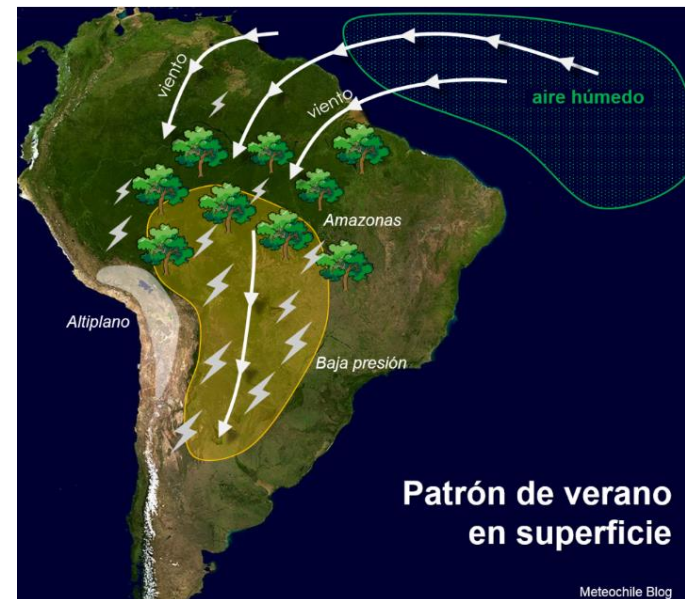 viento
viento
aire húmedo
Amazonas
Altiplano
Baja presión
Patrón de verano
en superficie
Meteochile Blog